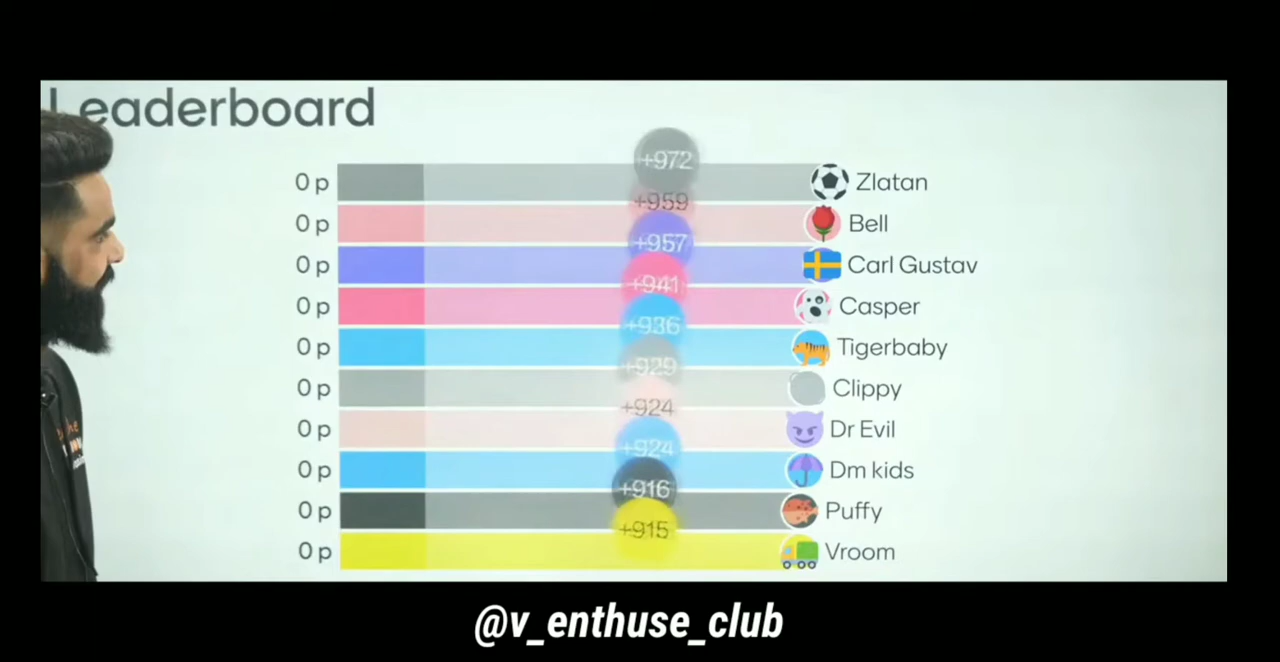 Leaderboard
0 p +972 Zlatan
0 p +959 Bell
0 p +957 Carl Gustav
0 p +941 Casper
0 p +936 Tigerbaby
0 p +929 Clippy
0 p +924 Dr Evil
0 p +924 Dm kids
0 p +916 Puffy
0 p +915 Vroom
@v_enthuse_club